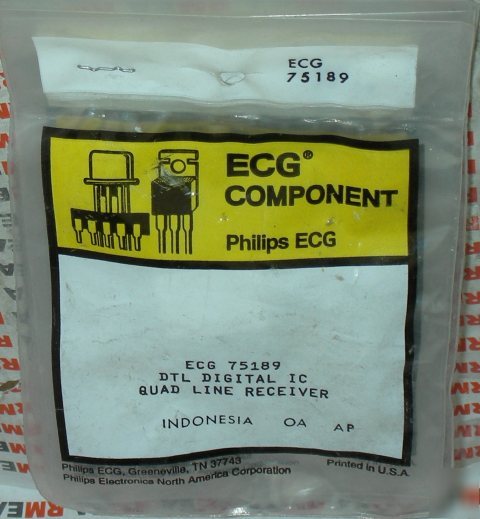 ECG
75189
ECG®
COMPONENT
Philips ECG
ECG 75189
DTL DIGITAL IC
QUAD LINE RECEIVER
INDONESIA OA AP
Philips ECG, Greeneville, TN 37743
Philips Electronics North America Corporation
Printed in U.S.A.